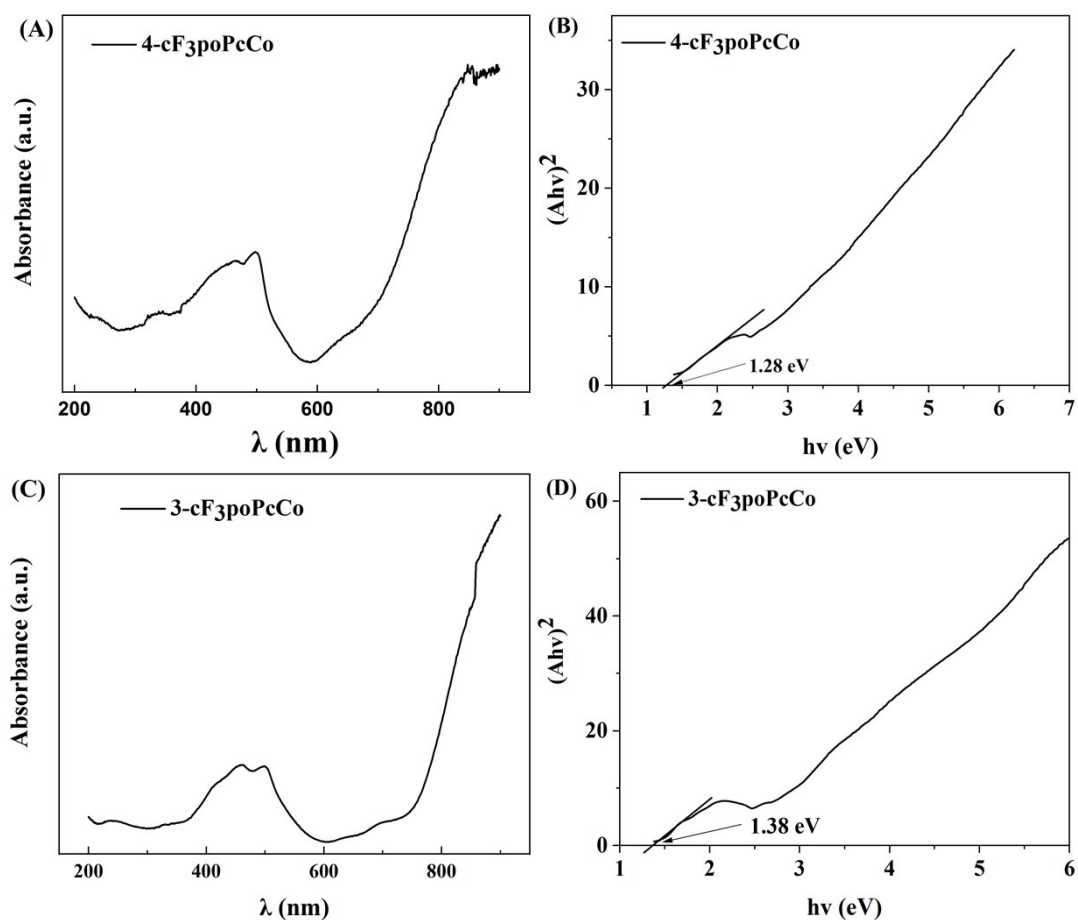 (A)
4-cF₃poPcCo
Absorbance (a.u.)
200 400 600 800
λ (nm)
(B)
4-cF₃poPcCo
(Ahv)²
30
20
10
0
1.28 eV
1 2 3 4 5 6 7
hv (eV)
(C)
3-cF₃poPcCo
Absorbance (a.u.)
200 400 600 800
λ (nm)
(D)
3-cF₃poPcCo
(Ahv)²
60
40
20
0
1.38 eV
1 2 3 4 5 6
hv (eV)